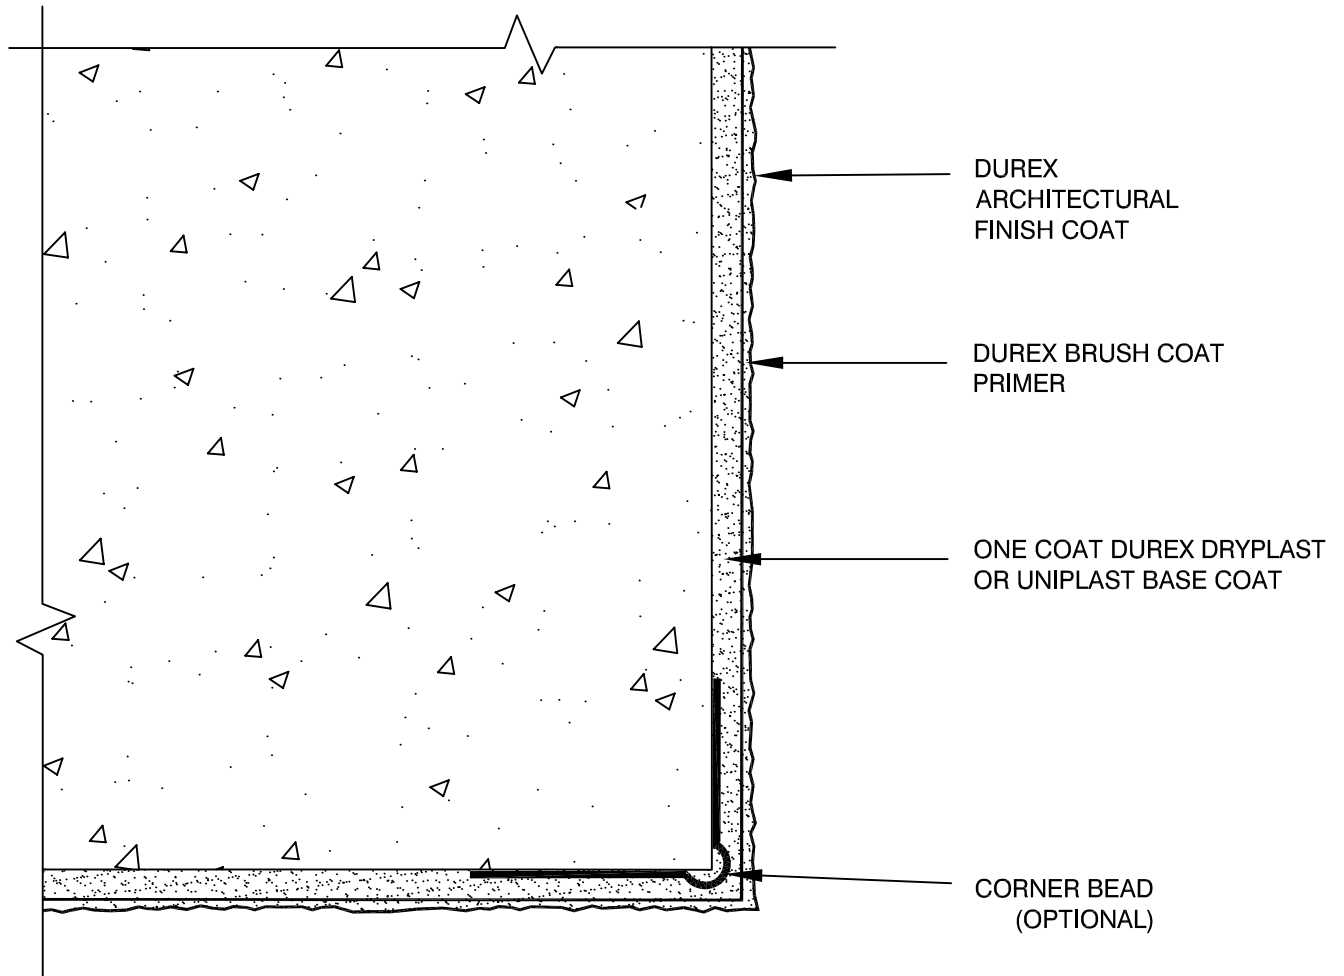 DUREX
ARCHITECTURAL
FINISH COAT
DUREX BRUSH COAT
PRIMER
ONE COAT DUREX DRYPLAST
OR UNIPLAST BASE COAT
CORNER BEAD
(OPTIONAL)